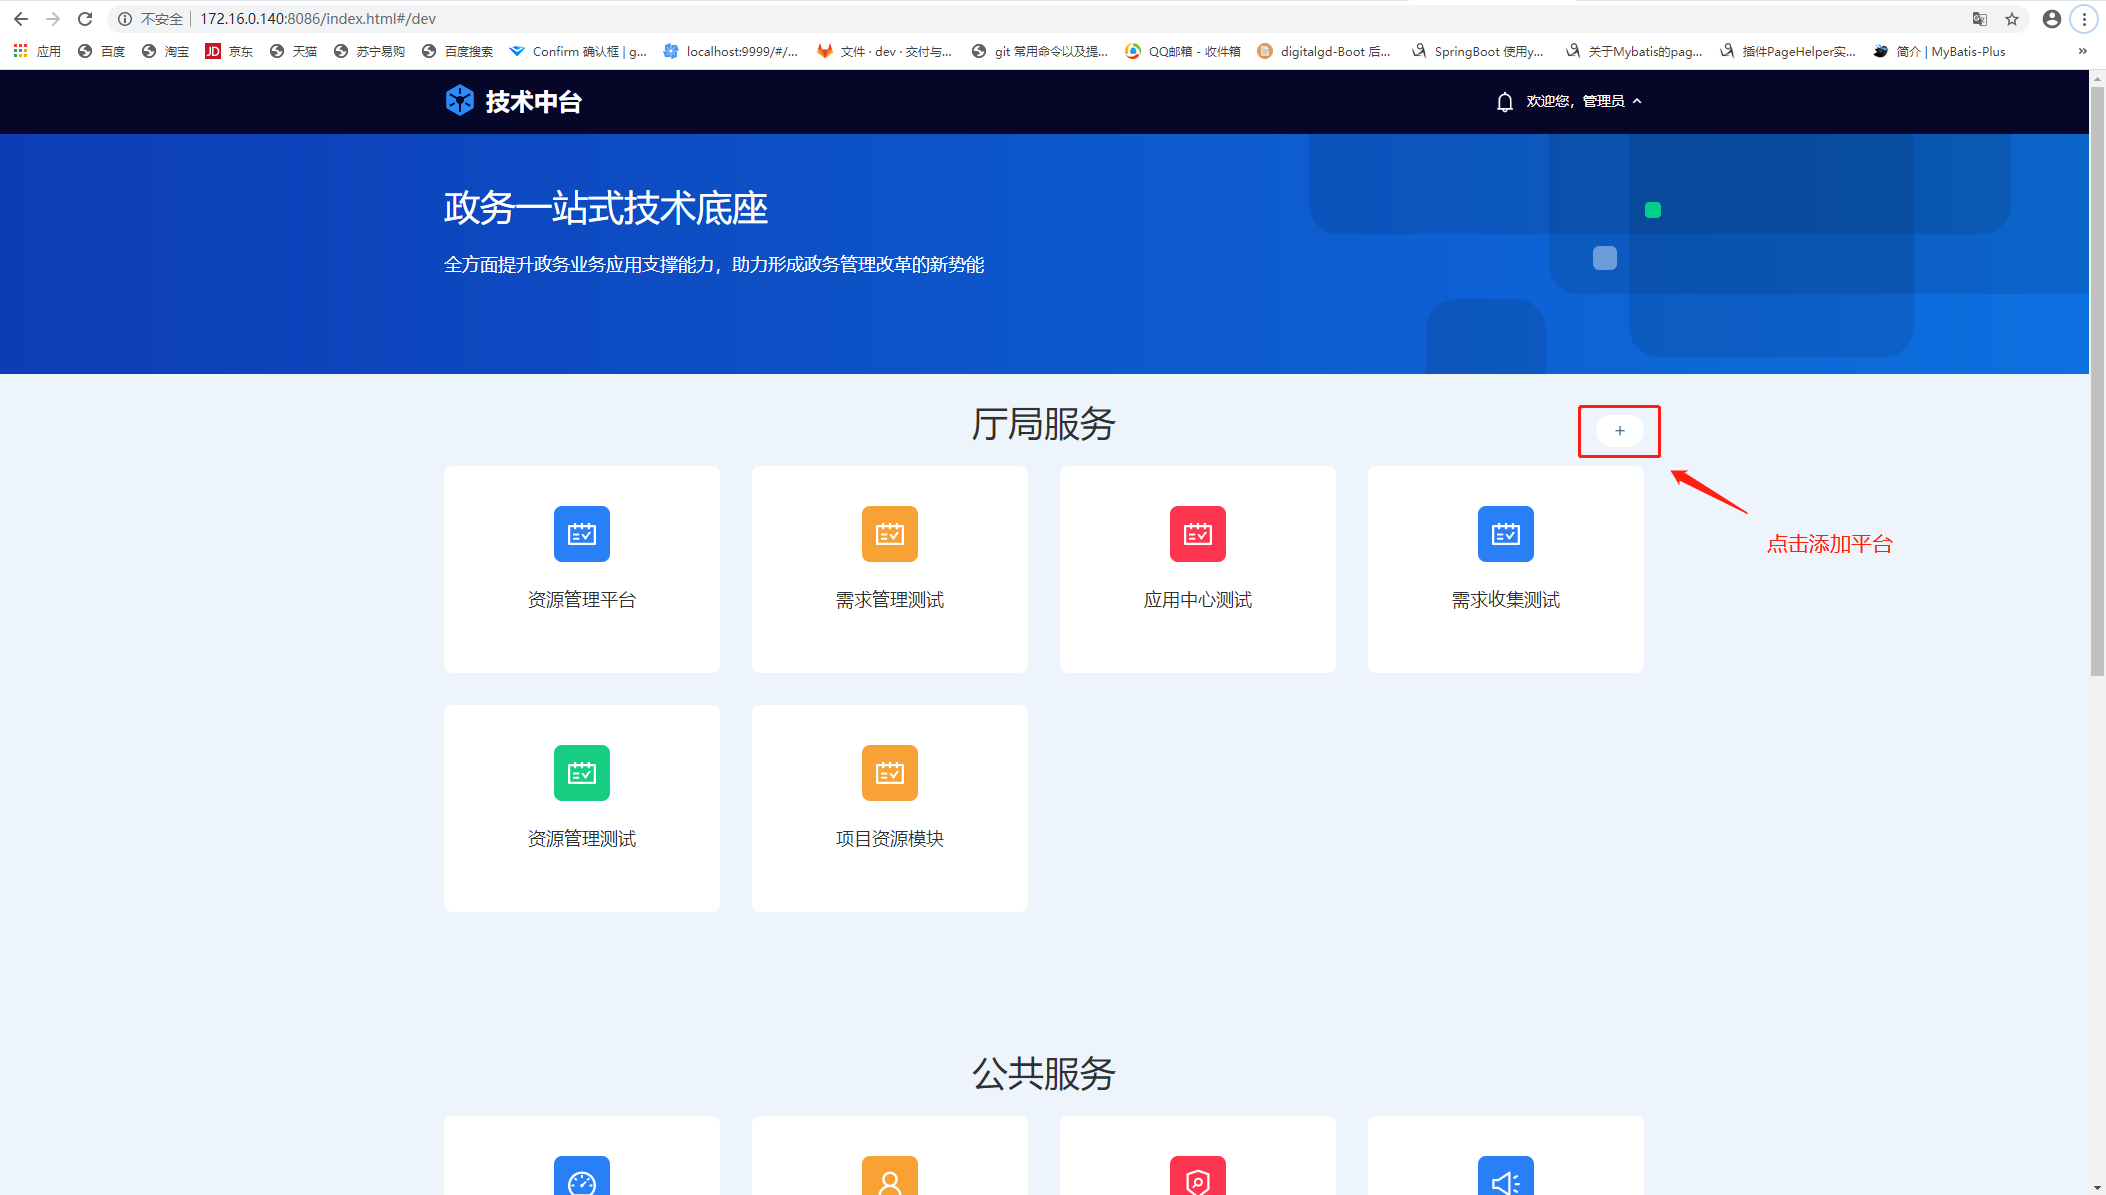 不安全 | 172.16.0.140:8086/index.html#/dev
应用 百度 淘宝 JD 京东 天猫 苏宁易购 百度搜索 Confirm 确认框 | g... localhost:9999/#/... 文件 · dev · 交付与... git 常用命令以及提... QQ邮箱 - 收件箱 digitalgd-Boot 后... SpringBoot 使用y... 关于Mybatis的pag... 插件PageHelper实... 简介 | MyBatis-Plus »
技术中台 欢迎您，管理员
政务一站式技术底座
全方面提升政务业务应用支撑能力，助力形成政务管理改革的新势能
厅局服务 +
点击添加平台
资源管理平台 需求管理测试 应用中心测试 需求收集测试
资源管理测试 项目资源模块
公共服务